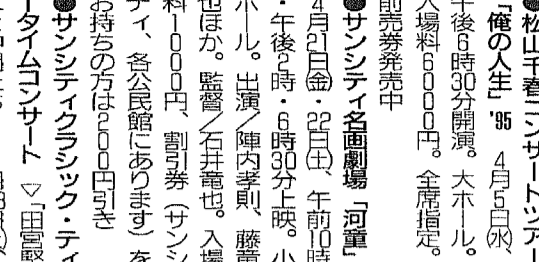 ●松山千春コンサートツアー
「俺の人生」'95 4月5日㈬、
午後6時30分開演。大ホール。
入場料6000円。全席指定。
前売券発売中
●サンシティ名画劇場「河童」
4月21日㈮・22日㈯、午前10時
・午後2時・6時30分上映。小
ホール。出演/陣内孝則、藤竜
也ほか。監督/石井竜也。入場
料1000円、割引券(サンシ
ティ、各公民館にあります)を
お持ちの方は200円引き
●サンシティクラシック・ティ
ータイムコンサート ▽「田宮堅